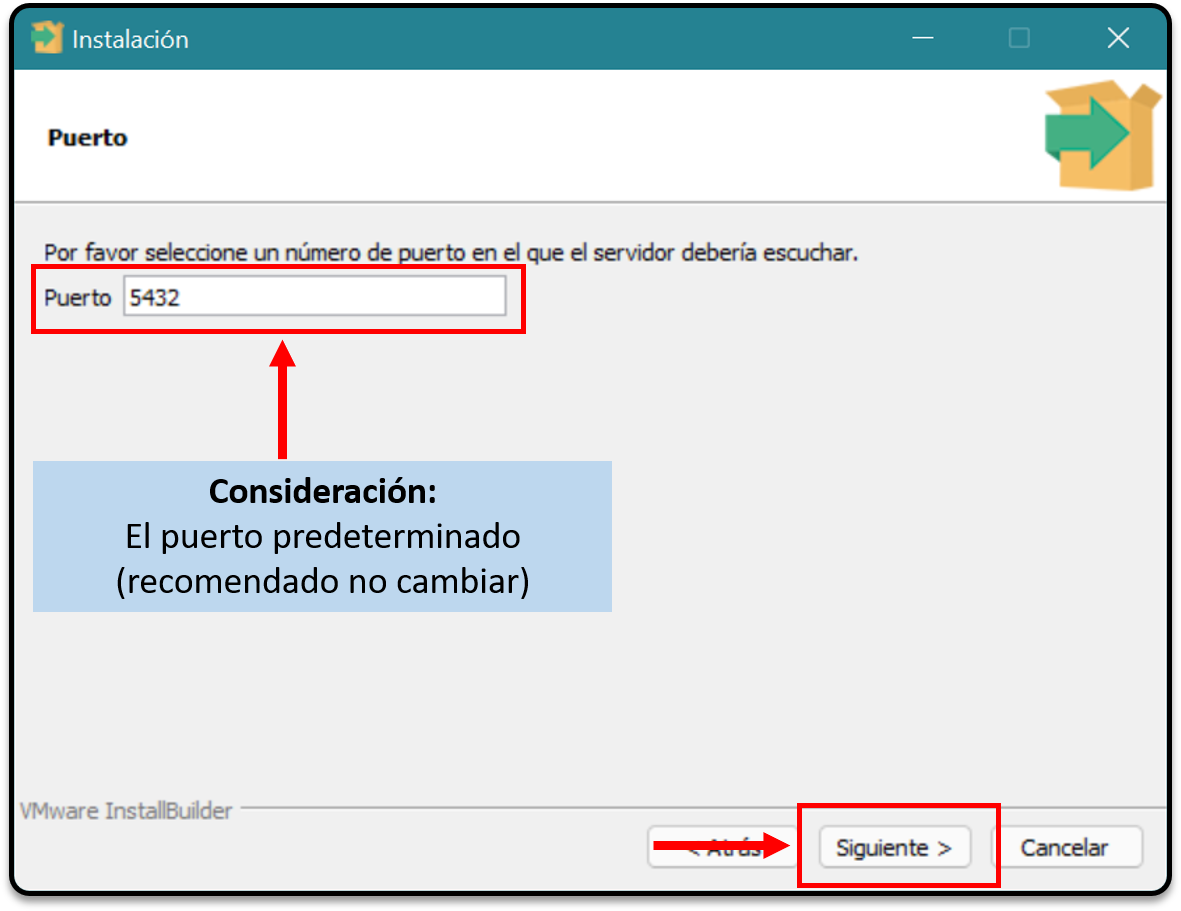 Instalación
Puerto
Por favor seleccione un número de puerto en el que el servidor debería escuchar.
Puerto 5432
Consideración:
El puerto predeterminado
(recomendado no cambiar)
VMware InstallBuilder
< Atrás
Siguiente >
Cancelar